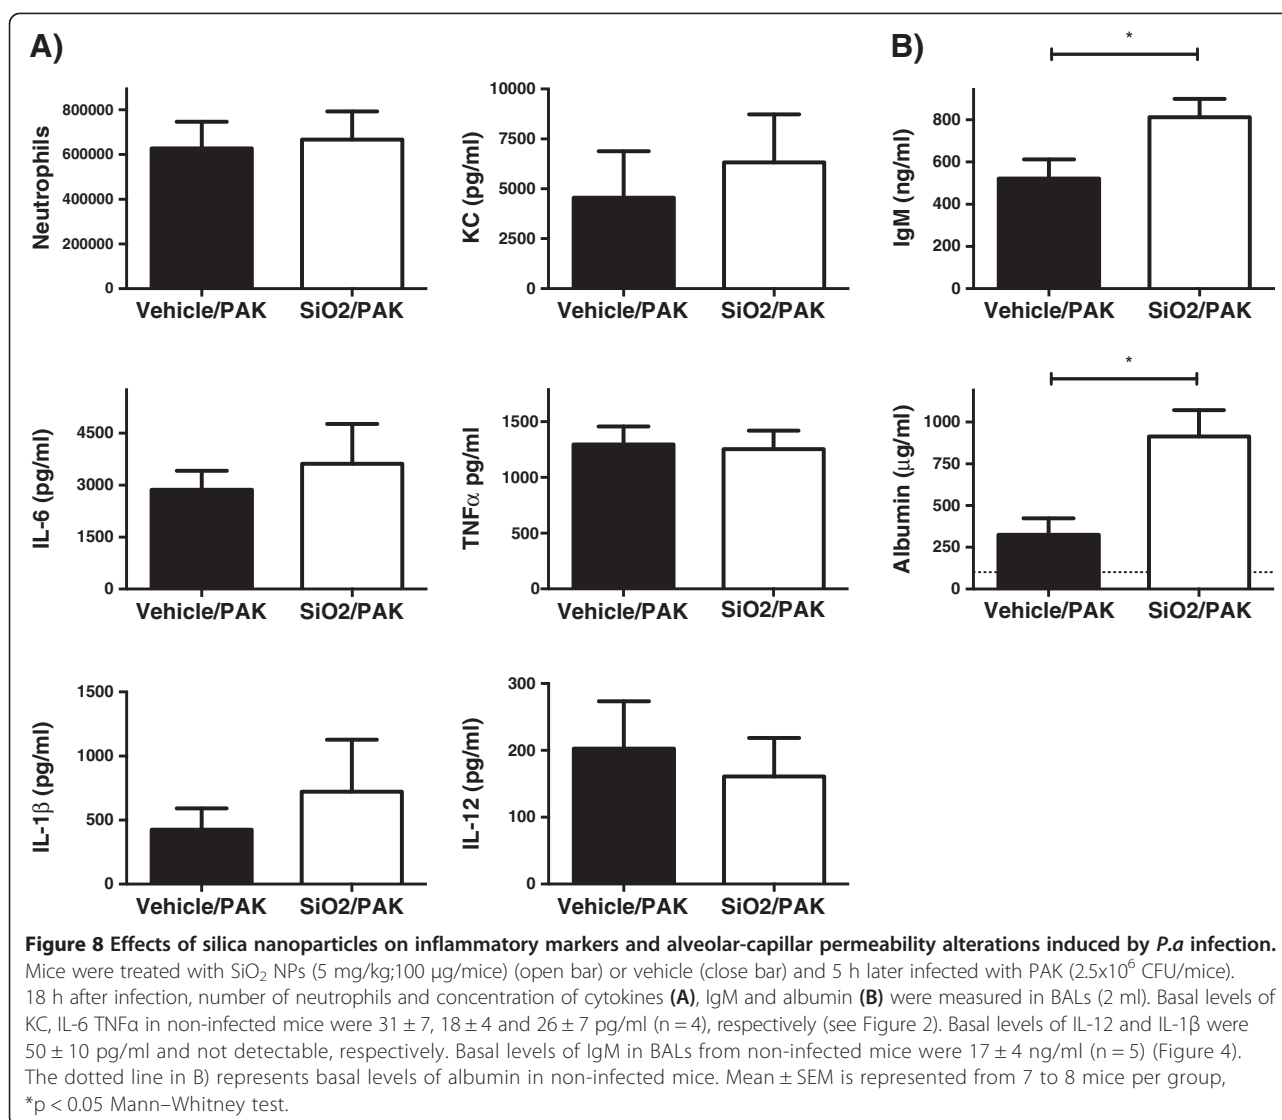 A)
B)
*
Neutrophils
800000
600000
400000
200000
0
Vehicle/PAK SiO2/PAK
KC (pg/ml)
10000
7500
5000
2500
0
Vehicle/PAK SiO2/PAK
IgM (ng/ml)
800
600
400
200
0
Vehicle/PAK SiO2/PAK
IL-6 (pg/ml)
4500
3000
1500
0
Vehicle/PAK SiO2/PAK
TNFα pg/ml
1500
1000
500
0
Vehicle/PAK SiO2/PAK
*
Albumin (μg/ml)
1000
750
500
250
0
Vehicle/PAK SiO2/PAK
IL-1β (pg/ml)
1500
1000
500
0
Vehicle/PAK SiO2/PAK
IL-12 (pg/ml)
300
200
100
0
Vehicle/PAK SiO2/PAK
Figure 8 Effects of silica nanoparticles on inflammatory markers and alveolar-capillar permeability alterations induced by P.a infection.
Mice were treated with SiO₂ NPs (5 mg/kg;100 μg/mice) (open bar) or vehicle (close bar) and 5 h later infected with PAK (2.5x10⁶ CFU/mice).
18 h after infection, number of neutrophils and concentration of cytokines (A), IgM and albumin (B) were measured in BALs (2 ml). Basal levels of
KC, IL-6 TNFα in non-infected mice were 31 ± 7, 18 ± 4 and 26 ± 7 pg/ml (n = 4), respectively (see Figure 2). Basal levels of IL-12 and IL-1β were
50 ± 10 pg/ml and not detectable, respectively. Basal levels of IgM in BALs from non-infected mice were 17 ± 4 ng/ml (n = 5) (Figure 4).
The dotted line in B) represents basal levels of albumin in non-infected mice. Mean ± SEM is represented from 7 to 8 mice per group,
*p < 0.05 Mann–Whitney test.